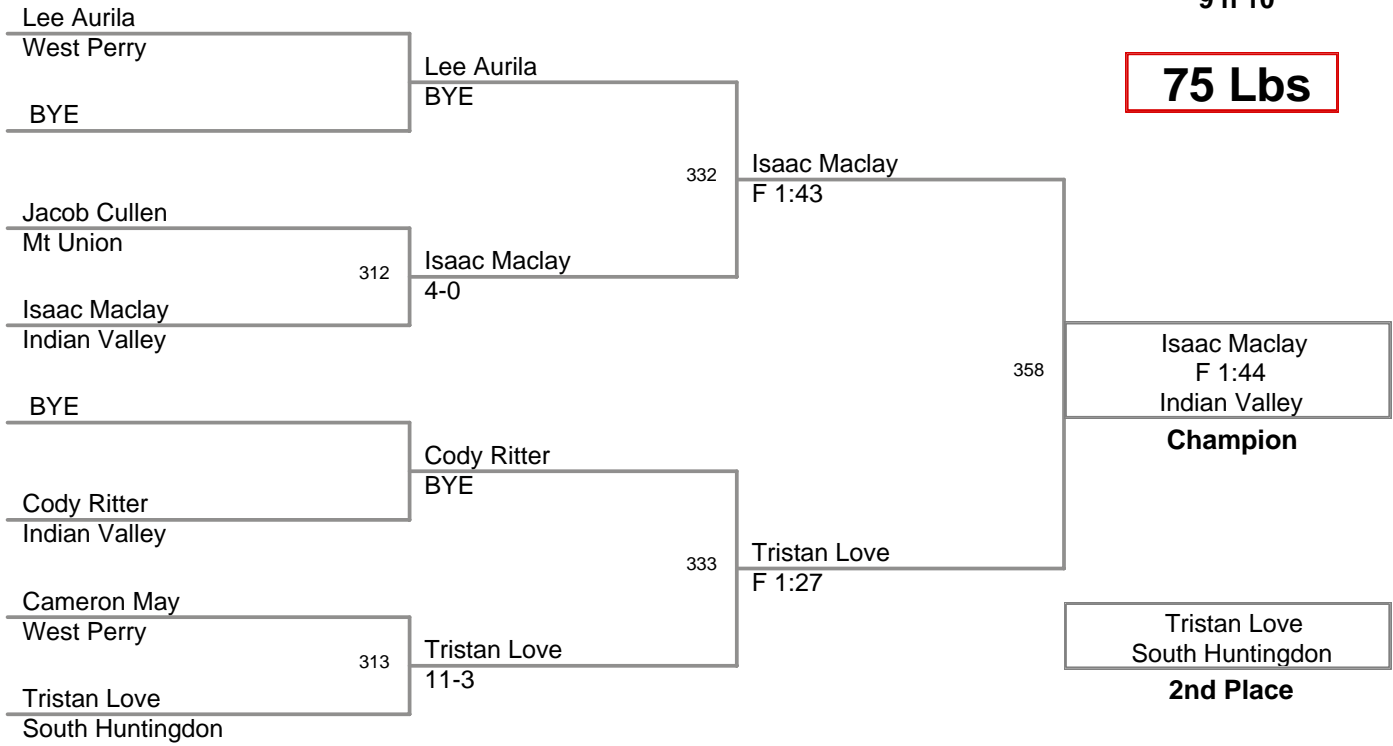 9 n 10
75 Lbs
Lee Aurila
West Perry
BYE
Jacob Cullen
Mt Union
312
Isaac Maclay
Indian Valley
BYE
Cody Ritter
Indian Valley
Cameron May
West Perry
313
Tristan Love
South Huntingdon
Lee Aurila
BYE
332
Isaac Maclay
4-0
Cody Ritter
BYE
333
Tristan Love
11-3
Isaac Maclay
F 1:43
358
Tristan Love
F 1:27
Isaac Maclay
F 1:44
Indian Valley
Champion
Tristan Love
South Huntingdon
2nd Place